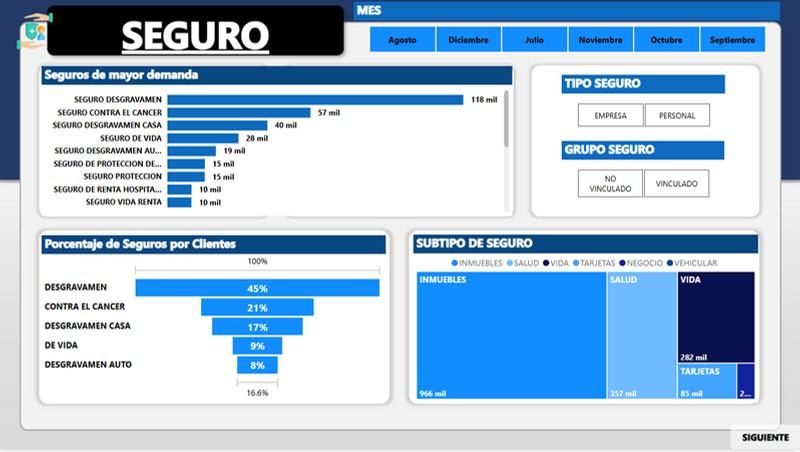 SEGURO
MES
Agosto
Diciembre
Julio
Noviembre
Octubre
Septiembre
Seguros de mayor demanda
SEGURO DESGRAVAMEN 118 mil
SEGURO CONTRA EL CANCER 57 mil
SEGURO DESGRAVAMEN CASA 40 mil
SEGURO DE VIDA 28 mil
SEGURO DESGRAVAMEN AU... 19 mil
SEGURO DE PROTECCION DE... 15 mil
SEGURO PROTECCION 15 mil
SEGURO DE RENTA HOSPITA... 10 mil
SEGURO VIDA RENTA 10 mil
TIPO SEGURO
EMPRESA
PERSONAL
GRUPO SEGURO
NO
VINCULADO
VINCULADO
Porcentaje de Seguros por Clientes
100%
DESGRAVAMEN 45%
CONTRA EL CANCER 21%
DESGRAVAMEN CASA 17%
DE VIDA 9%
DESGRAVAMEN AUTO 8%
16.6%
SUBTIPO DE SEGURO
INMUEBLES SALUD VIDA TARJETAS NEGOCIO VEHICULAR
INMUEBLES
966 mil
SALUD
357 mil
VIDA
282 mil
TARJETAS
85 mil
2...
SIGUIENTE